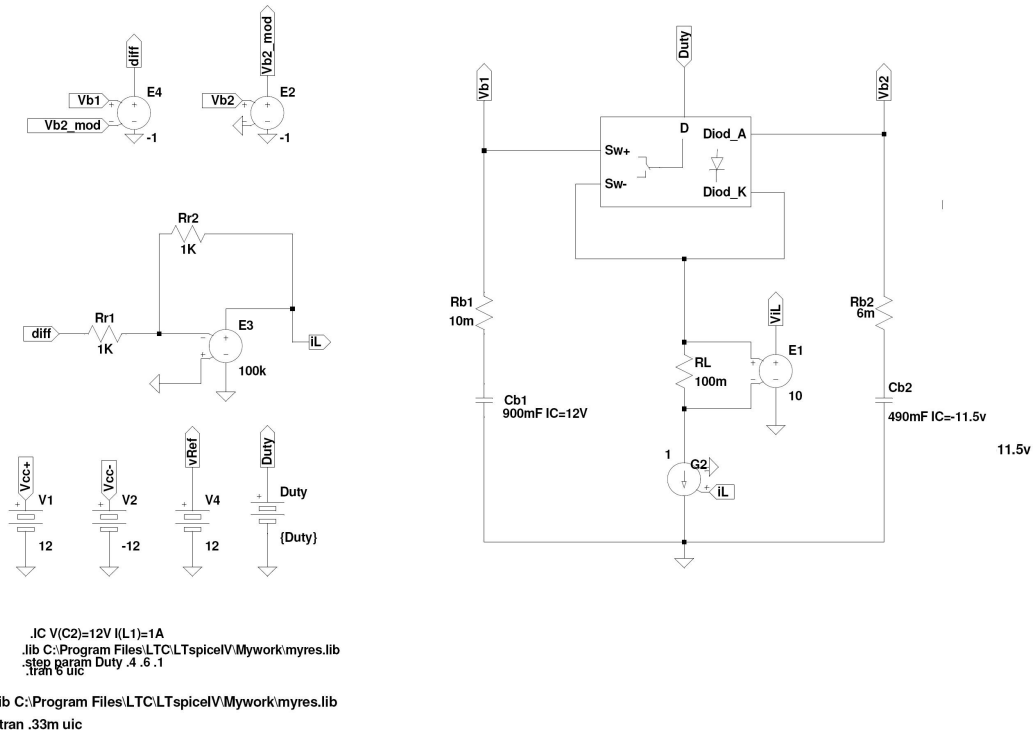 diff
Vb2_mod
E4
Vb1
+
+
Vb2_mod
–
–
-1
E2
Vb2
+
+
–
–
-1
Vb1
Duty
Vb2
D
Diod_A
Sw+
Sw-
Diod_K
Rr2
1K
diff
Rr1
1K
–
+
+
–
E3
100k
iL
Rb1
10m
Cb1
900mF IC=12V
RL
100m
ViL
+
–
+
–
E1
10
Rb2
6m
Cb2
490mF IC=-11.5v
11.5v
1
G2
+
iL
Vcc+
+
V1
12
Vcc-
+
V2
-12
vRef
+
V4
12
Duty
+
Duty
{Duty}
.IC V(C2)=12V I(L1)=1A
.lib C:\Program Files\LTC\LTspiceIV\Mywork\myres.lib
.step param Duty .4 .6 .1
.tran 6 uic
ib C:\Program Files\LTC\LTspiceIV\Mywork\myres.lib
tran .33m uic